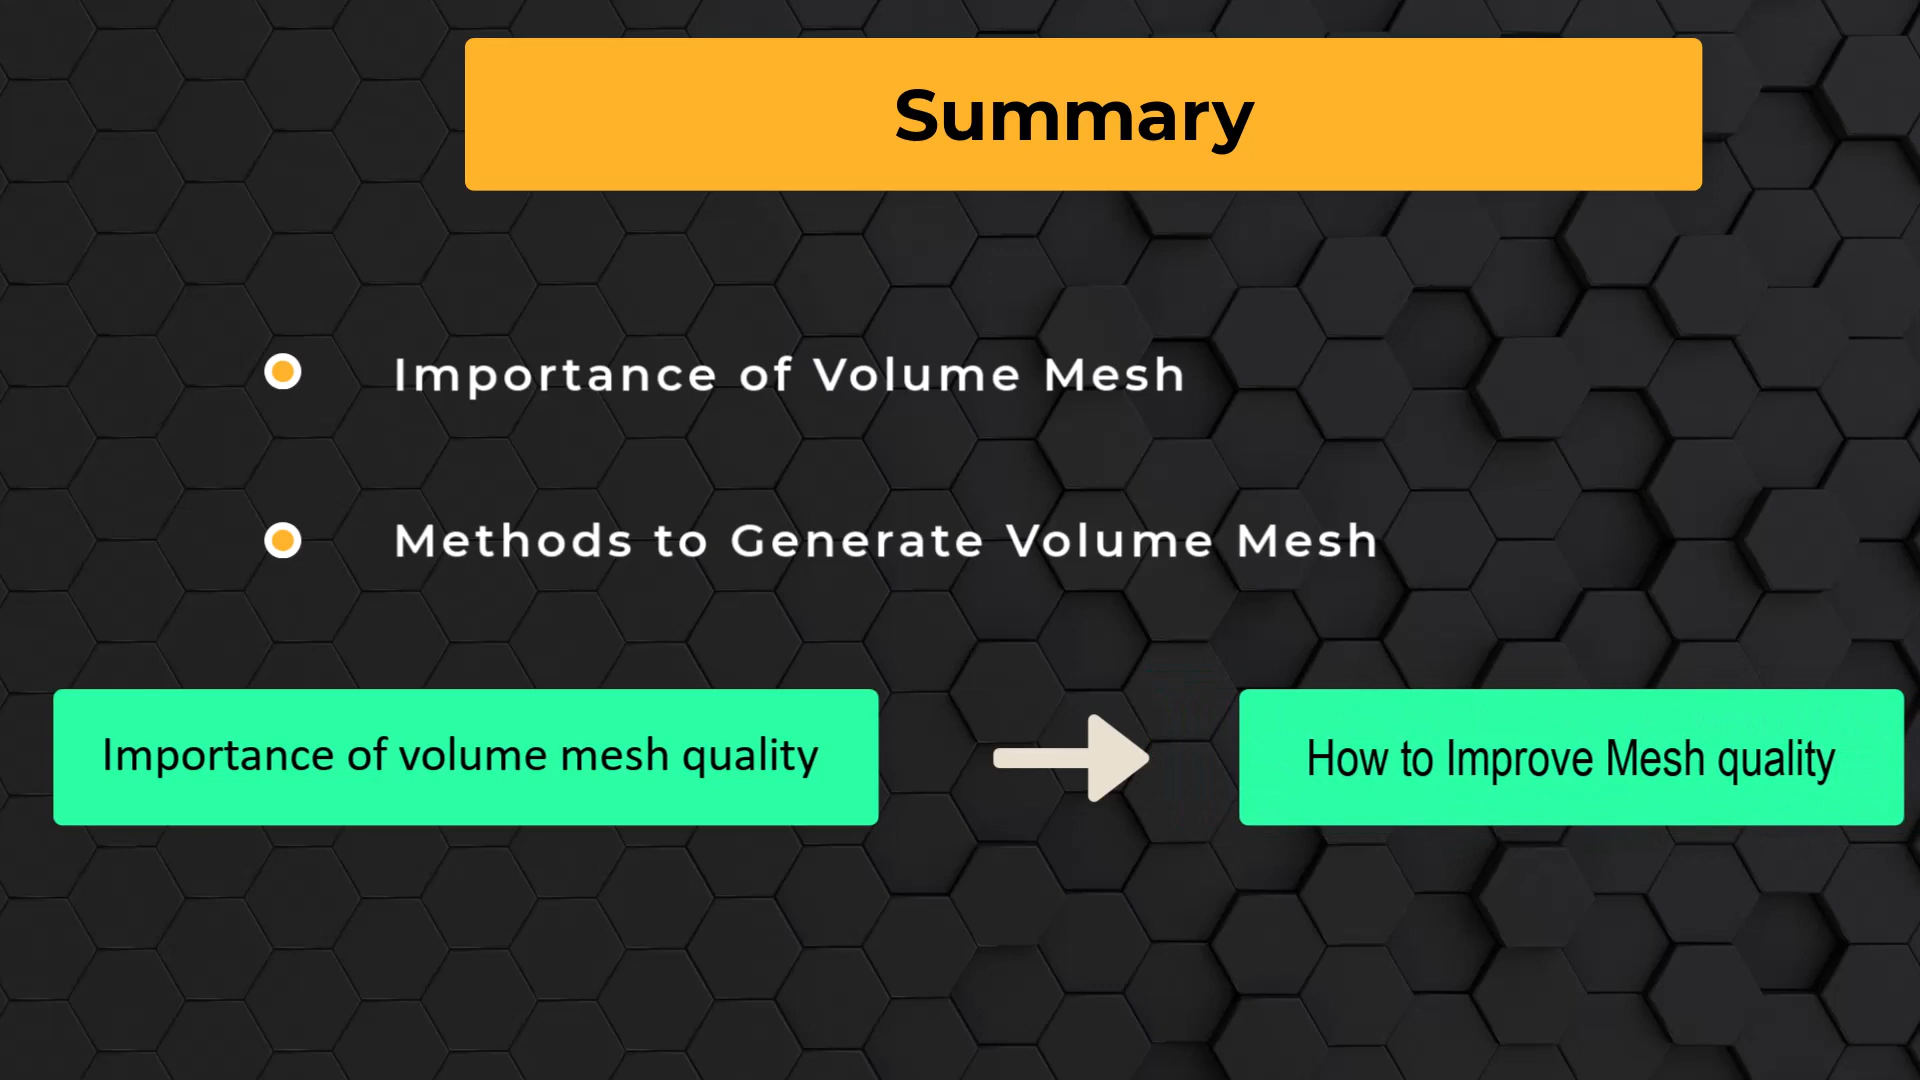 Summary
Importance of Volume Mesh
Methods to Generate Volume Mesh
Importance of volume mesh quality
How to Improve Mesh quality